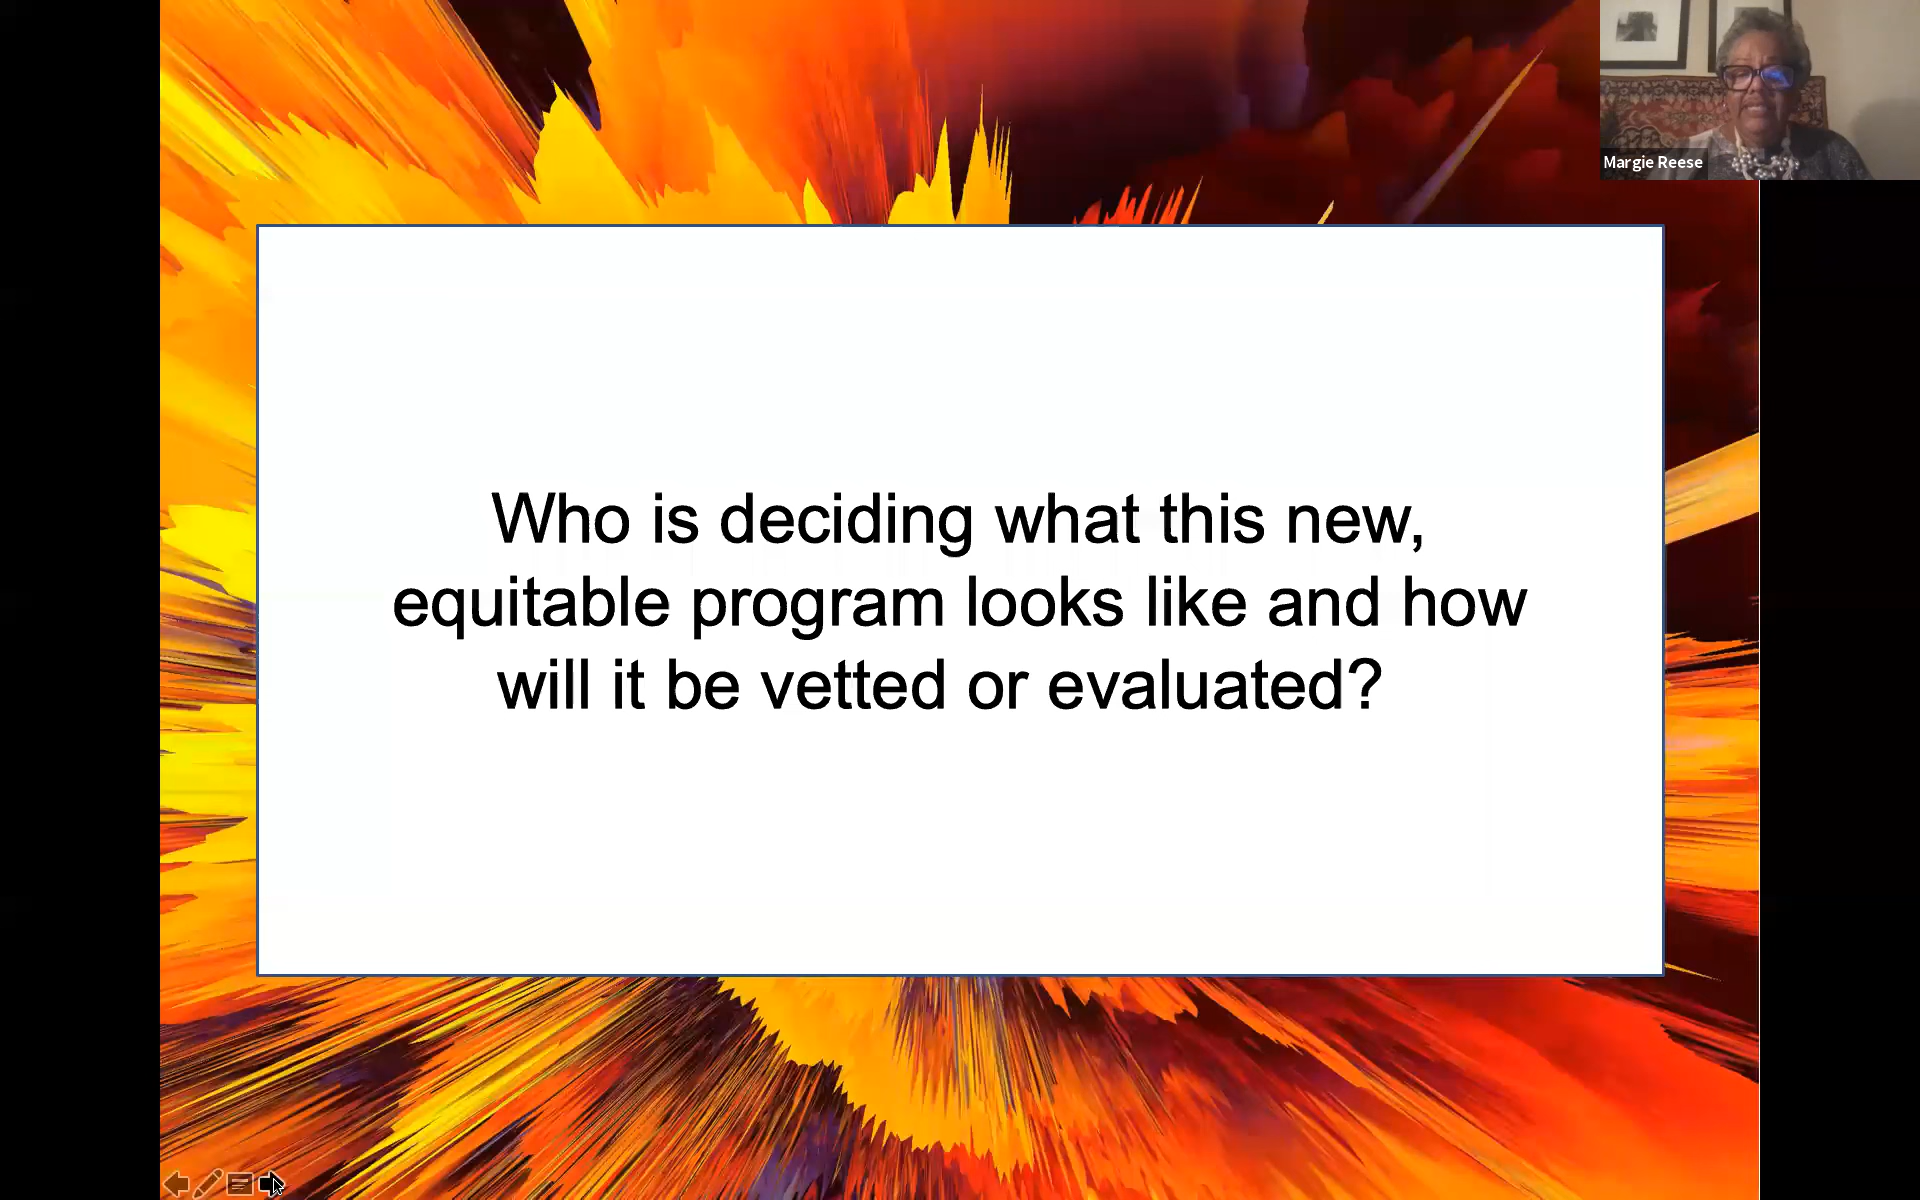 Margie Reese
Who is deciding what this new,
equitable program looks like and how
will it be vetted or evaluated?